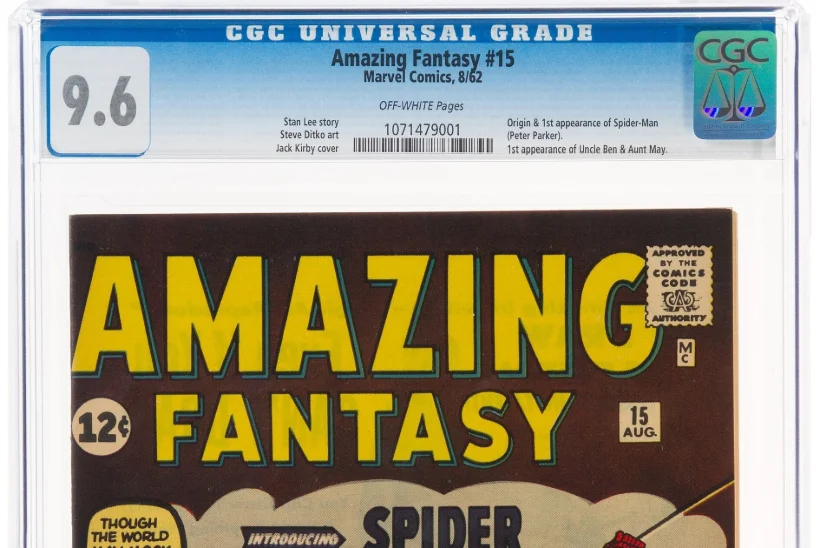 CGC UNIVERSAL GRADE
9.6
Amazing Fantasy #15
Marvel Comics, 8/62
OFF-WHITE Pages
Stan Lee story
Steve Ditko art
Jack Kirby cover
1071479001
Origin & 1st appearance of Spider-Man
(Peter Parker).
1st appearance of Uncle Ben & Aunt May.
CGC
AMAZING
FANTASY
APPROVED
BY THE
COMICS
CODE
CA
AUTHORITY
M
C
12¢
15
AUG.
THOUGH
THE WORLD
INTRODUCING
SPIDER